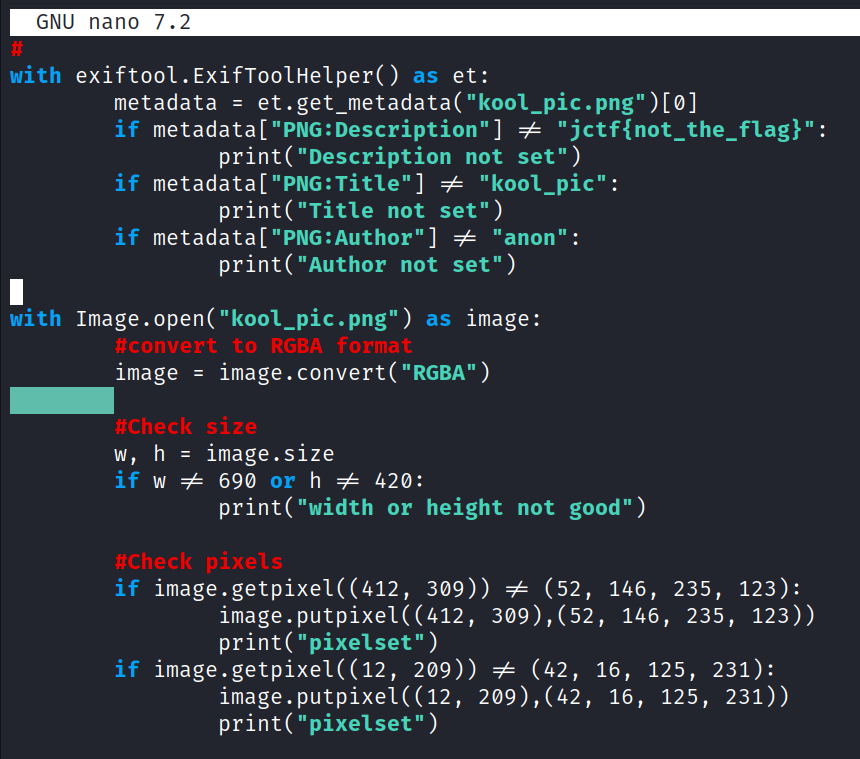 GNU nano 7.2
#
with exiftool.ExifToolHelper() as et:
        metadata = et.get_metadata("kool_pic.png")[0]
        if metadata["PNG:Description"] ≠ "jctf{not_the_flag}":
                print("Description not set")
        if metadata["PNG:Title"] ≠ "kool_pic":
                print("Title not set")
        if metadata["PNG:Author"] ≠ "anon":
                print("Author not set")
with Image.open("kool_pic.png") as image:
        #convert to RGBA format
        image = image.convert("RGBA")
        #Check size
        w, h = image.size
        if w ≠ 690 or h ≠ 420:
                print("width or height not good")
        #Check pixels
        if image.getpixel((412, 309)) ≠ (52, 146, 235, 123):
                image.putpixel((412, 309),(52, 146, 235, 123))
                print("pixelset")
        if image.getpixel((12, 209)) ≠ (42, 16, 125, 231):
                image.putpixel((12, 209),(42, 16, 125, 231))
                print("pixelset")